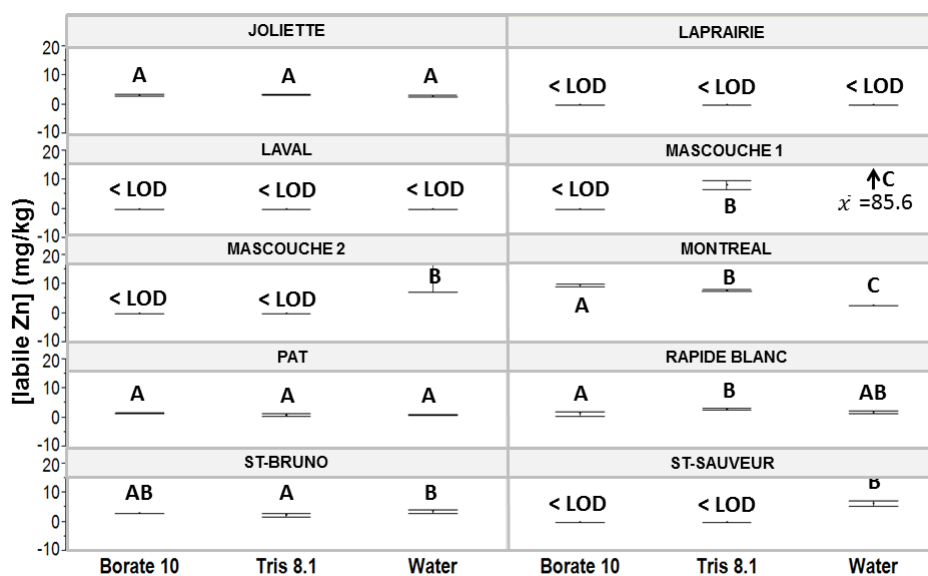 [labile Zn] (mg/kg)
JOLIETTE LAPRAIRIE
20
10
0
-10
A A A
< LOD < LOD < LOD
LAVAL MASCOUCHE 1
20
10
0
-10
< LOD < LOD < LOD
< LOD B ↑C
ẋ =85.6
MASCOUCHE 2 MONTREAL
20
10
0
-10
< LOD < LOD B
A B C
PAT RAPIDE BLANC
20
10
0
-10
A A A
A B AB
ST-BRUNO ST-SAUVEUR
20
10
0
-10
AB A B
< LOD < LOD B
Borate 10 Tris 8.1 Water Borate 10 Tris 8.1 Water